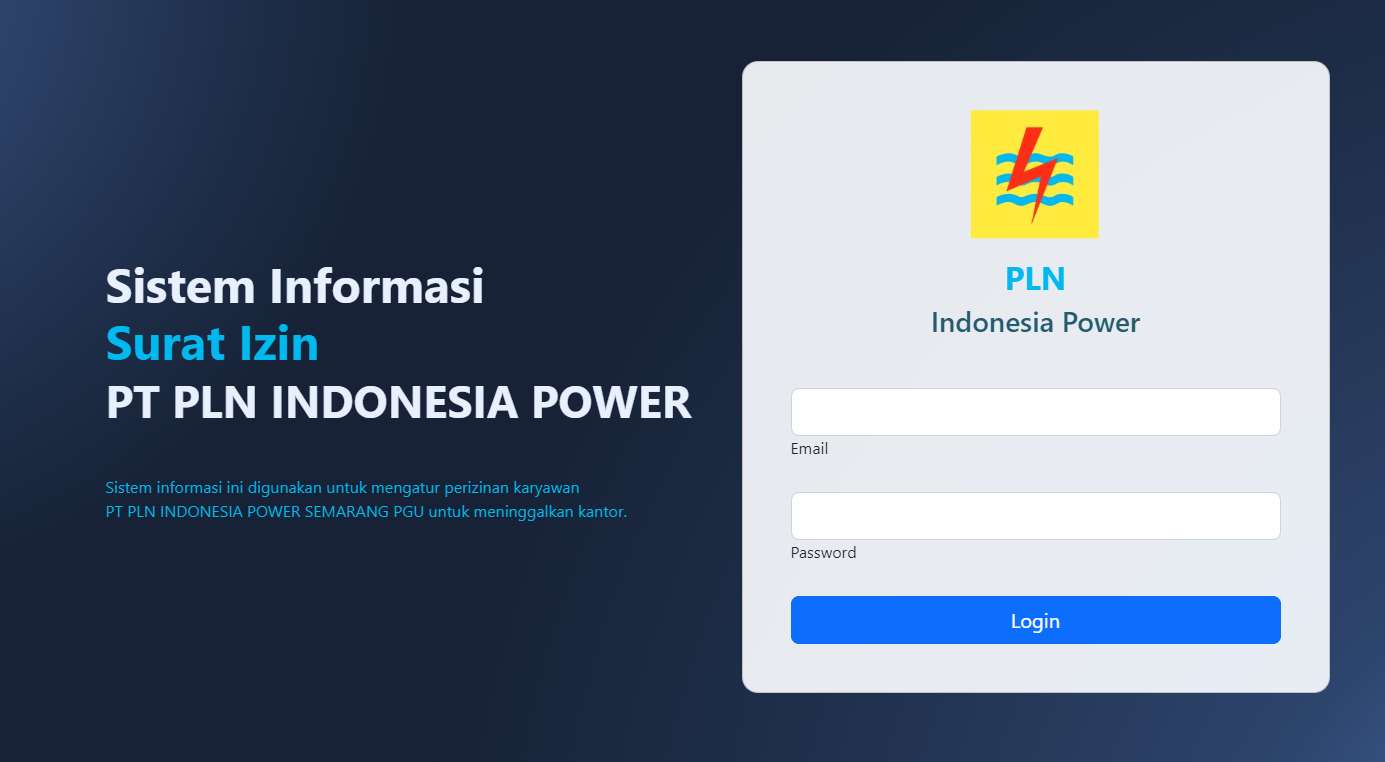 Sistem Informasi
Surat Izin
PT PLN INDONESIA POWER
Sistem informasi ini digunakan untuk mengatur perizinan karyawan
PT PLN INDONESIA POWER SEMARANG PGU untuk meninggalkan kantor.
PLN
Indonesia Power
Email
Password
Login